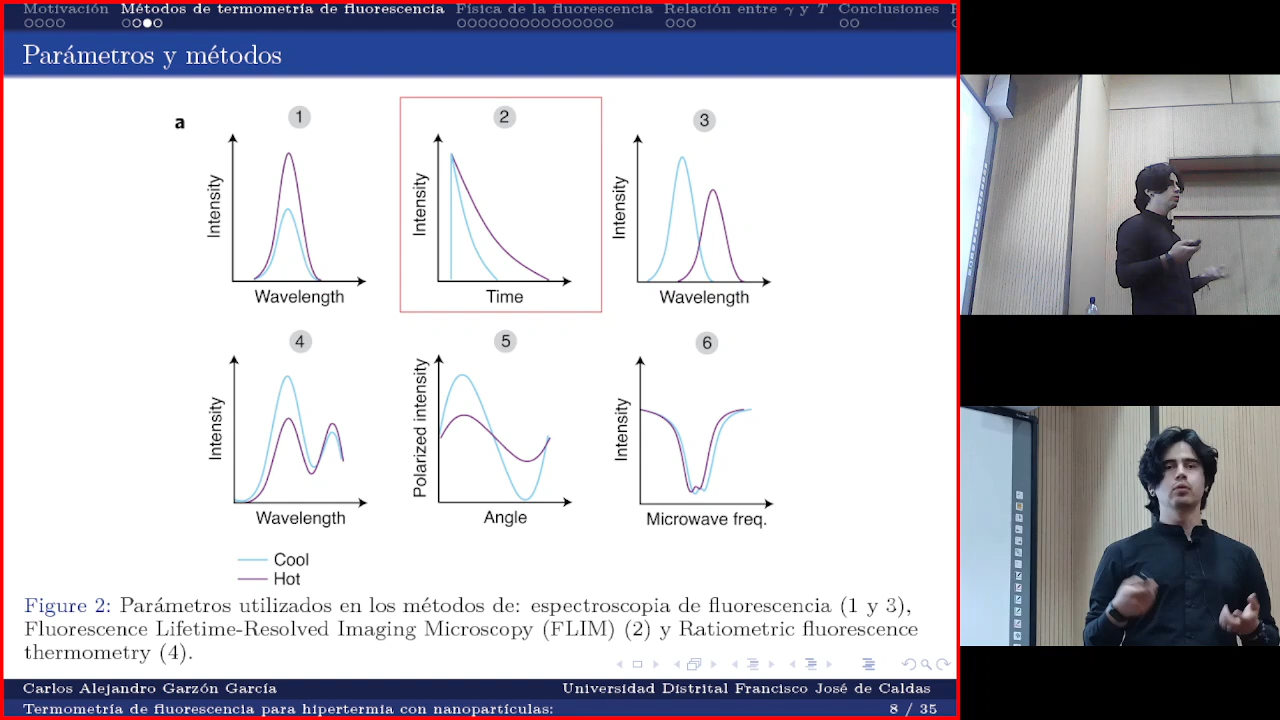 Motivación Métodos de termometría de fluorescencia Física de la fluorescencia Relación entre γ y T Conclusiones
Parámetros y métodos
a
1
2
3
Intensity
Intensity
Intensity
Wavelength
Time
Wavelength
4
5
6
Intensity
Polarized intensity
Intensity
Wavelength
Angle
Microwave freq.
Cool
Hot
Figure 2: Parámetros utilizados en los métodos de: espectroscopia de fluorescencia (1 y 3),
Fluorescence Lifetime-Resolved Imaging Microscopy (FLIM) (2) y Ratiometric fluorescence
thermometry (4).
Carlos Alejandro Garzón García Universidad Distrital Francisco José de Caldas
Termometría de fluorescencia para hipertermia con nanopartículas: 8 / 35